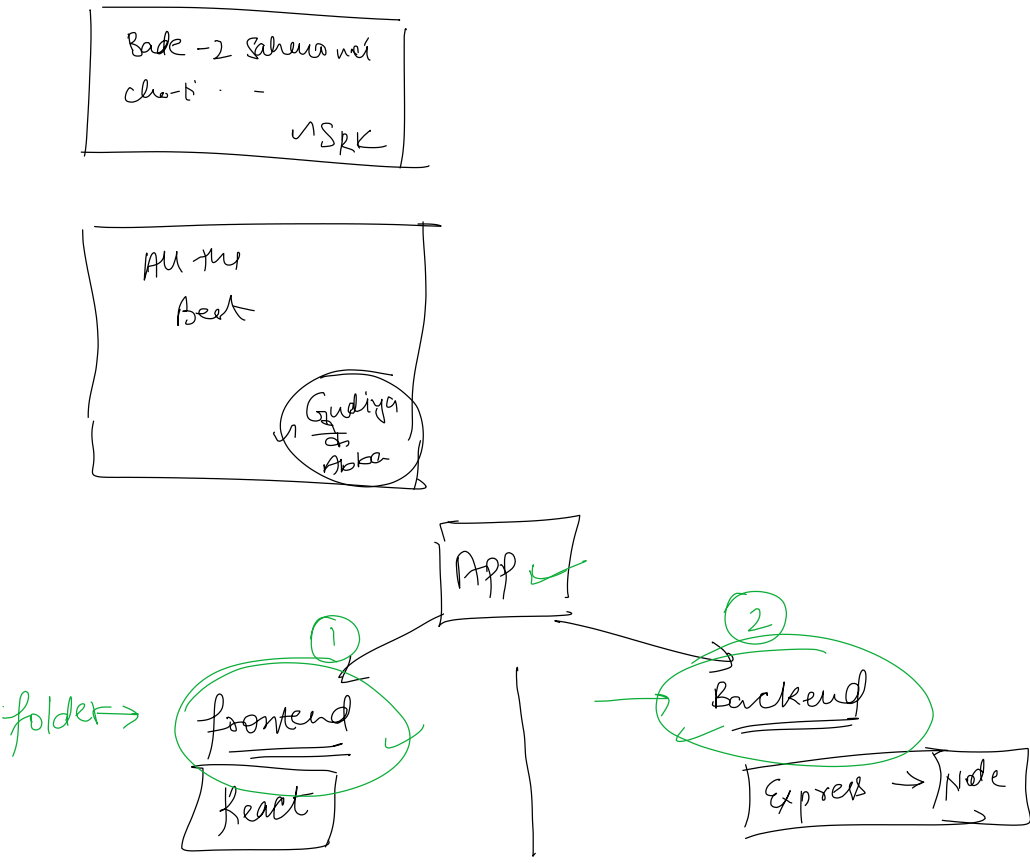 Bade -2 Sahero mei
cho-ti . . -
~SRK
All the
Best
Gudiya
ds
Abba
App
1
2
folder →
frontend
Backend
React
Express → Node